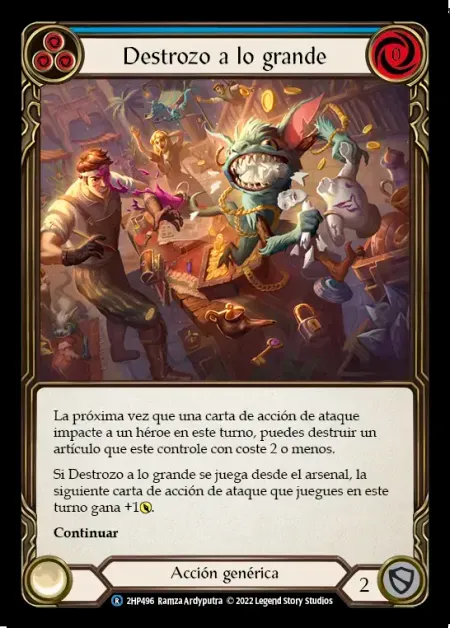 Destrozo a lo grande
0
La próxima vez que una carta de acción de ataque
impacte a un héroe en este turno, puedes destruir un
artículo que este controle con coste 2 o menos.
Si Destrozo a lo grande se juega desde el arsenal, la
siguiente carta de acción de ataque que juegues en este
turno gana +1.
Continuar
Acción genérica
2
R 2HP496 Ramza Ardyputra © 2022 Legend Story Studios